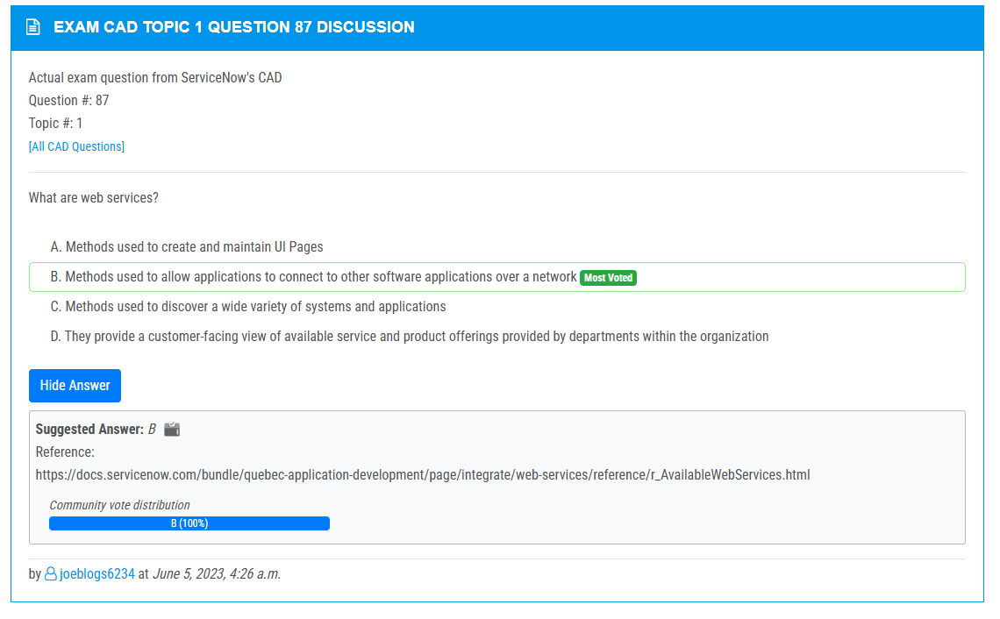 EXAM CAD TOPIC 1 QUESTION 87 DISCUSSION
Actual exam question from ServiceNow's CAD
Question #: 87
Topic #: 1
[All CAD Questions]
What are web services?
A. Methods used to create and maintain UI Pages
B. Methods used to allow applications to connect to other software applications over a network Most Voted
C. Methods used to discover a wide variety of systems and applications
D. They provide a customer-facing view of available service and product offerings provided by departments within the organization
Hide Answer
Suggested Answer: B
Reference:
https://docs.servicenow.com/bundle/quebec-application-development/page/integrate/web-services/reference/r_AvailableWebServices.html
Community vote distribution
B (100%)
by joeblogs6234 at June 5, 2023, 4:26 a.m.